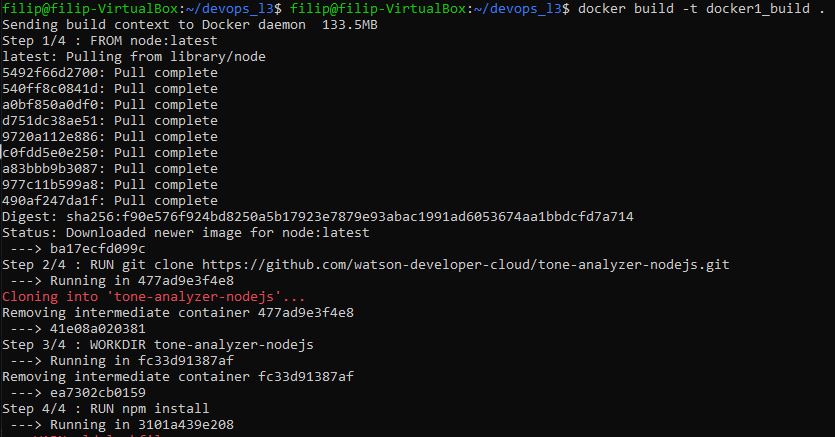 filip@filip-VirtualBox:~/devops_l3$ filip@filip-VirtualBox:~/devops_l3$ docker build -t docker1_build .
Sending build context to Docker daemon  133.5MB
Step 1/4 : FROM node:latest
latest: Pulling from library/node
5492f66d2700: Pull complete
540ff8c0841d: Pull complete
a0bf850a0df0: Pull complete
d751dc38ae51: Pull complete
9720a112e886: Pull complete
c0fdd5e0e250: Pull complete
a83bbb9b3087: Pull complete
977c11b599a8: Pull complete
490af247da1f: Pull complete
Digest: sha256:f90e576f924bd8250a5b17923e7879e93abac1991ad6053674aa1bbdcfd7a714
Status: Downloaded newer image for node:latest
 ---> ba17ecfd099c
Step 2/4 : RUN git clone https://github.com/watson-developer-cloud/tone-analyzer-nodejs.git
 ---> Running in 477ad9e3f4e8
Cloning into 'tone-analyzer-nodejs'...
Removing intermediate container 477ad9e3f4e8
 ---> 41e08a020381
Step 3/4 : WORKDIR tone-analyzer-nodejs
 ---> Running in fc33d91387af
Removing intermediate container fc33d91387af
 ---> ea7302cb0159
Step 4/4 : RUN npm install
 ---> Running in 3101a439e208